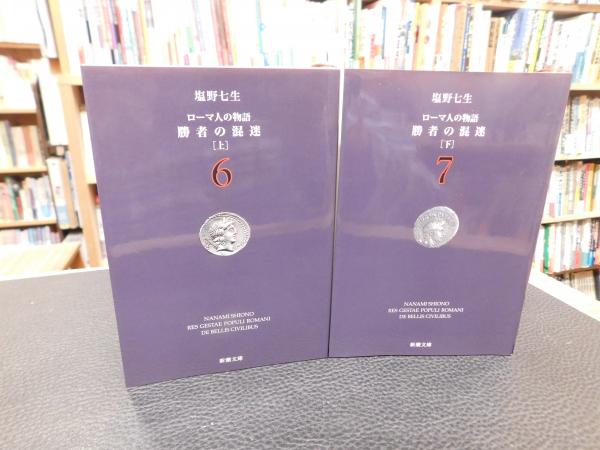 塩野七生
ローマ人の物語
勝者の混迷
[上]
6
NANAMI SHIONO
RES GESTAE POPULI ROMANI
DE BELLIS CIVILIBUS
新潮文庫
塩野七生
ローマ人の物語
勝者の混迷
[下]
7
NANAMI SHIONO
RES GESTAE POPULI ROMANI
DE BELLIS CIVILIBUS
新潮文庫